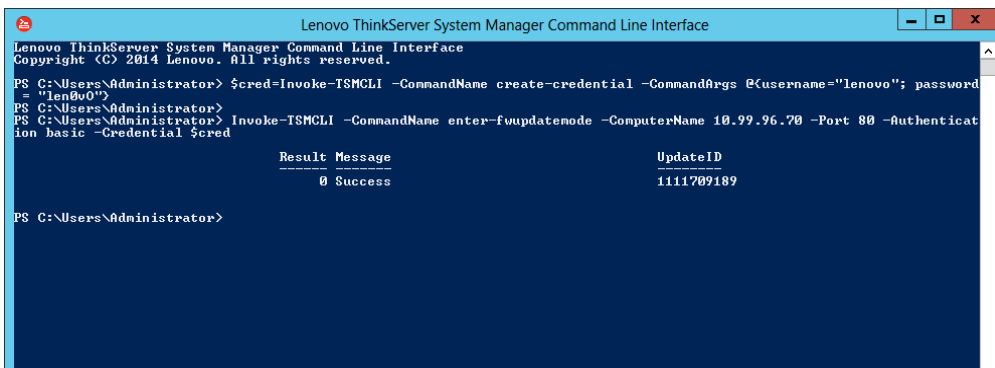 Lenovo ThinkServer System Manager Command Line Interface
Lenovo ThinkServer System Manager Command Line Interface
Copyright (C) 2014 Lenovo. All rights reserved.
PS C:\Users\Administrator> $cred=Invoke-TSMCLI -CommandName create-credential -CommandArgs @{username="lenovo"; password
= "len0vO"}
PS C:\Users\Administrator>
PS C:\Users\Administrator> Invoke-TSMCLI -CommandName enter-fwupdatemode -ComputerName 10.99.96.70 -Port 80 -Authenticat
ion basic -Credential $cred
Result Message UpdateID
------ ------- --------
0 Success 1111709189
PS C:\Users\Administrator>